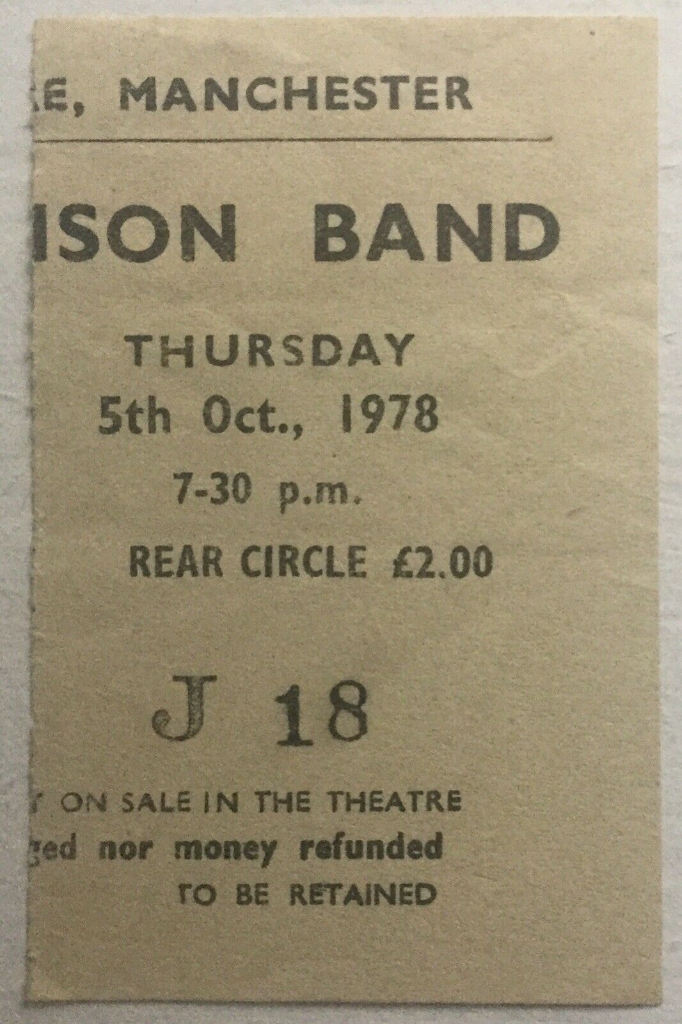 E, MANCHESTER
ISON BAND
THURSDAY
5th Oct., 1978
7-30 p.m.
REAR CIRCLE £2.00
J 18
ON SALE IN THE THEATRE
ged nor money refunded
TO BE RETAINED